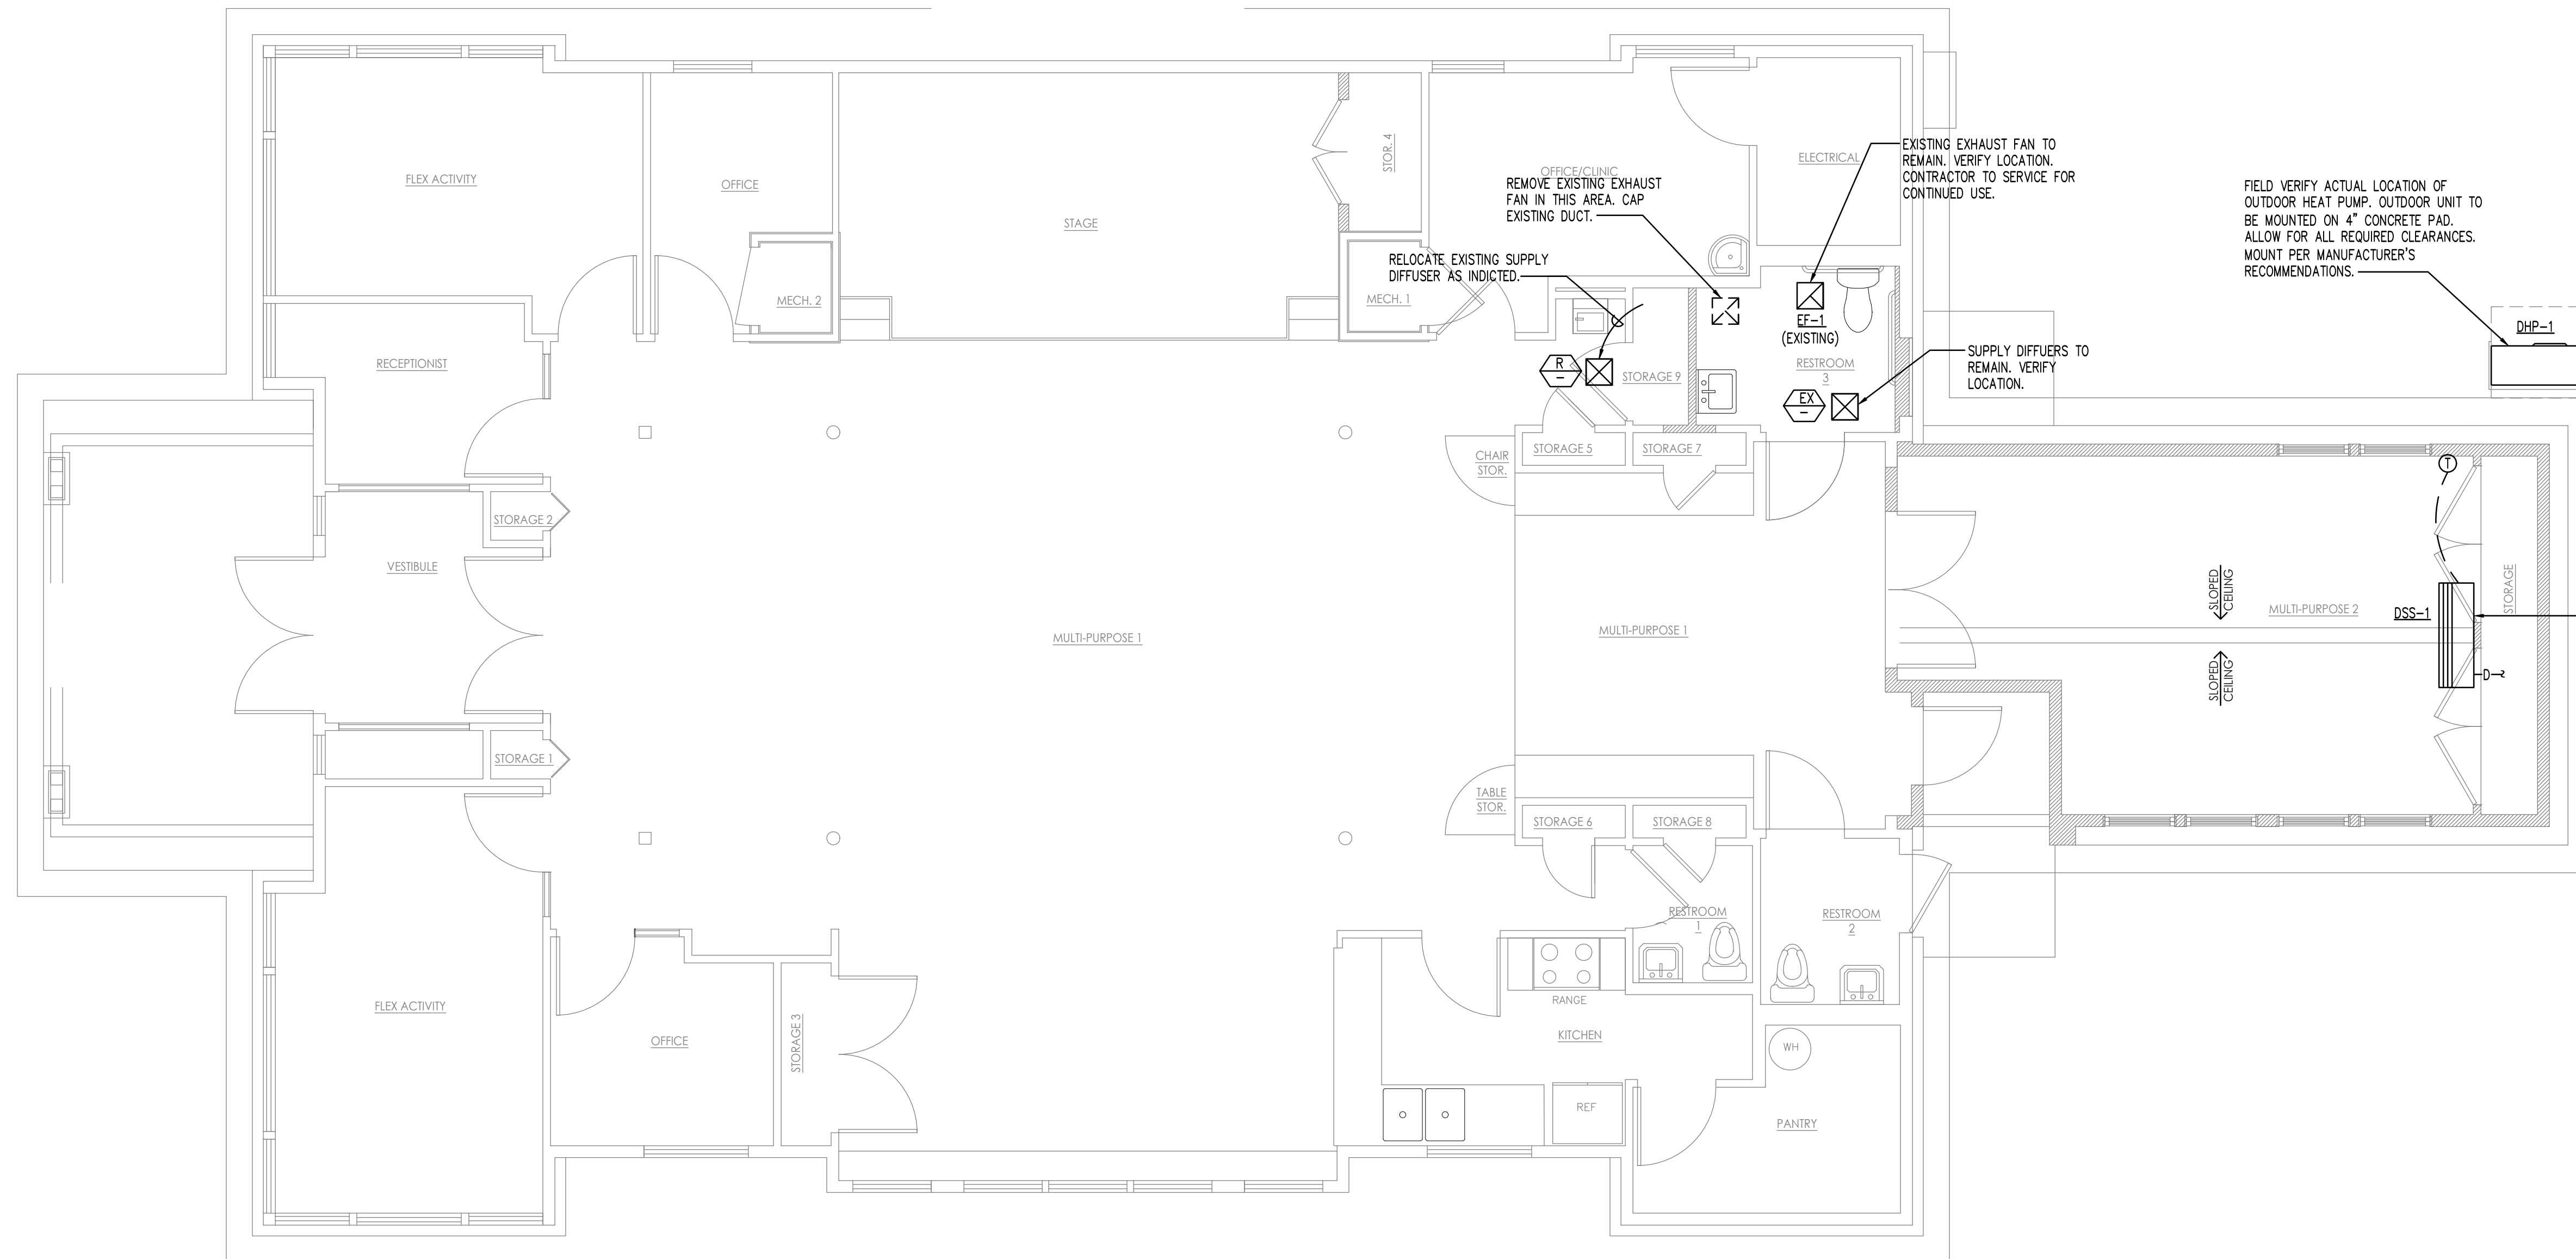 EXISTING EXHAUST FAN TO
REMAIN. VERIFY LOCATION.
CONTRACTOR TO SERVICE FOR
CONTINUED USE.
STOR. 4
ELECTRICAL
OFFICE/CLINIC
FLEX ACTIVITY
OFFICE
STAGE
REMOVE EXISTING EXHAUST
FAN IN THIS AREA. CAP
EXISTING DUCT.
FIELD VERIFY ACTUAL LOCATION OF
OUTDOOR HEAT PUMP. OUTDOOR UNIT TO
BE MOUNTED ON 4" CONCRETE PAD.
ALLOW FOR ALL REQUIRED CLEARANCES.
MOUNT PER MANUFACTURER'S
RECOMMENDATIONS.
RELOCATE EXISTING SUPPLY
DIFFUSER AS INDICTED.
MECH. 2
MECH. 1
EF-1
(EXISTING)
DHP-1
RECEPTIONIST
R
-
STORAGE 9
RESTROOM
3
SUPPLY DIFFUERS TO
REMAIN. VERIFY
LOCATION.
EX
-
CHAIR
STOR.
STORAGE 5
STORAGE 7
T
STORAGE 2
VESTIBULE
SLOPED
CEILING
STORAGE
MULTI-PURPOSE 1
MULTI-PURPOSE 1
MULTI-PURPOSE 2
DSS-1
SLOPED
CEILING
D
STORAGE 1
TABLE
STOR.
STORAGE 6
STORAGE 8
RESTROOM
1
RESTROOM
2
FLEX ACTIVITY
RANGE
OFFICE
STORAGE 3
KITCHEN
WH
REF
PANTRY